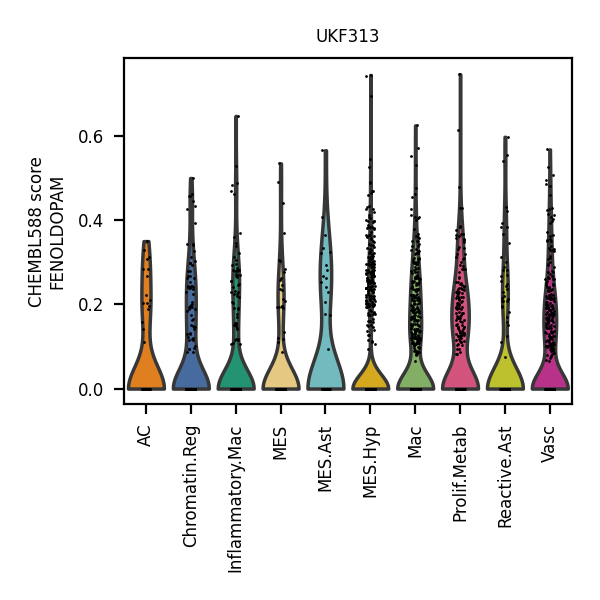 UKF313
CHEMBL588 score
FENOLDOPAM
0.6
0.4
0.2
0.0
AC
Chromatin.Reg
Inflammatory.Mac
MES
MES.Ast
MES.Hyp
Mac
Prolif.Metab
Reactive.Ast
Vasc